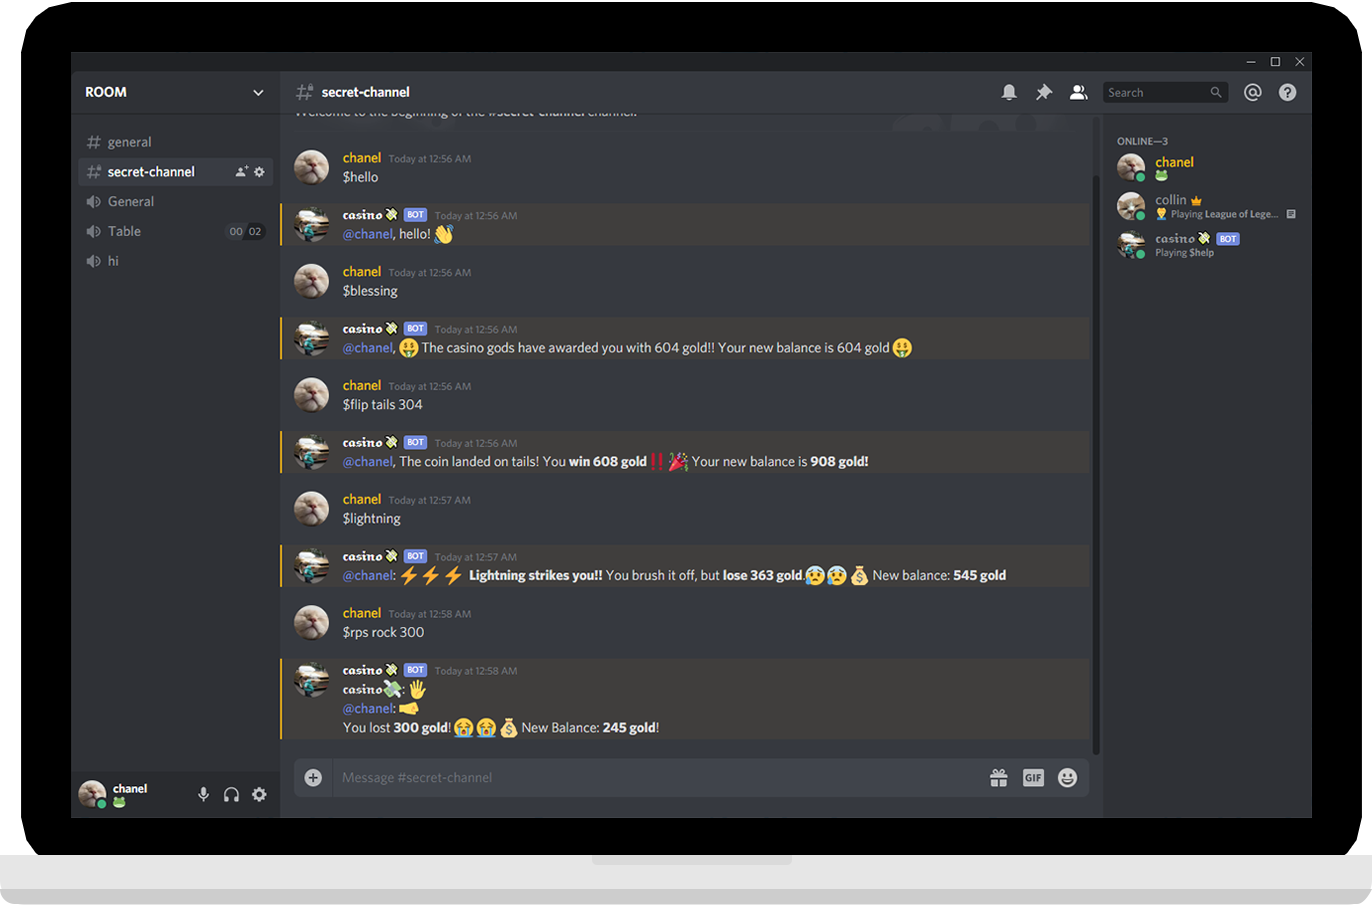 ROOM
# general
secret-channel
General
Table 00 02
hi
chanel
secret-channel
Search
Welcome to the beginning of the #secret-channel channel.
chanel Today at 12:56 AM
$hello
casino BOT Today at 12:56 AM
@chanel, hello!
chanel Today at 12:56 AM
$blessing
casino BOT Today at 12:56 AM
@chanel, The casino gods have awarded you with 604 gold!! Your new balance is 604 gold
chanel Today at 12:56 AM
$flip tails 304
casino BOT Today at 12:56 AM
@chanel, The coin landed on tails! You win 608 gold‼️ Your new balance is 908 gold!
chanel Today at 12:57 AM
$lightning
casino BOT Today at 12:57 AM
@chanel: Lightning strikes you!! You brush it off, but lose 363 gold. New balance: 545 gold
chanel Today at 12:58 AM
$rps rock 300
casino BOT Today at 12:58 AM
casino:
@chanel:
You lost 300 gold! New Balance: 245 gold!
Message #secret-channel
GIF
ONLINE—3
chanel
collin
Playing League of Lege...
casino BOT
Playing $help